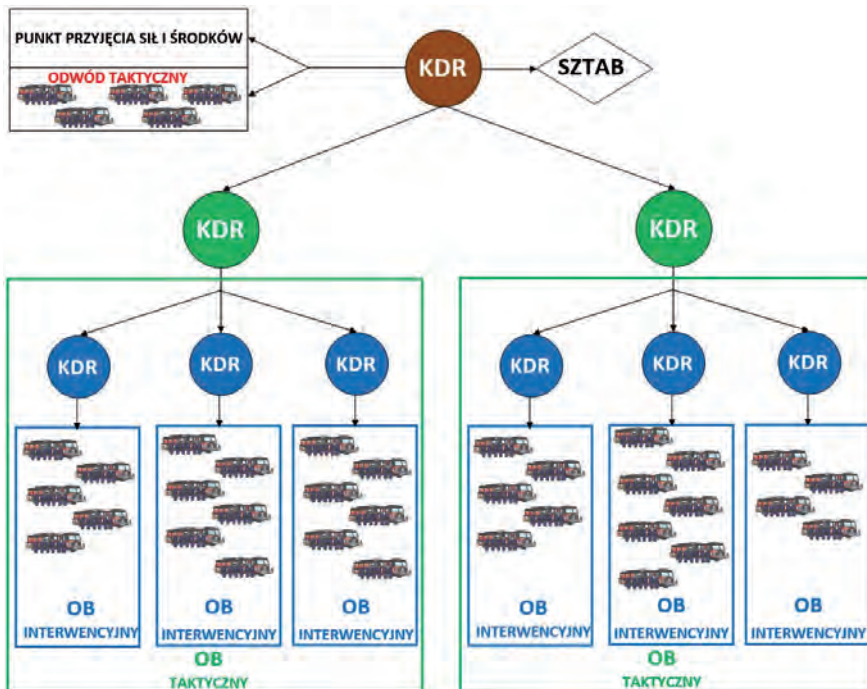 PUNKT PRZYJĘCIA SIŁ I ŚRODKÓW
ODWÓD TAKTYCZNY
KDR
SZTAB
KDR
KDR
KDR
KDR
KDR
KDR
KDR
KDR
OB
INTERWENCYJNY
OB
INTERWENCYJNY
OB
INTERWENCYJNY
OB
TAKTYCZNY
OB
INTERWENCYJNY
OB
INTERWENCYJNY
OB
INTERWENCYJNY
OB
TAKTYCZNY